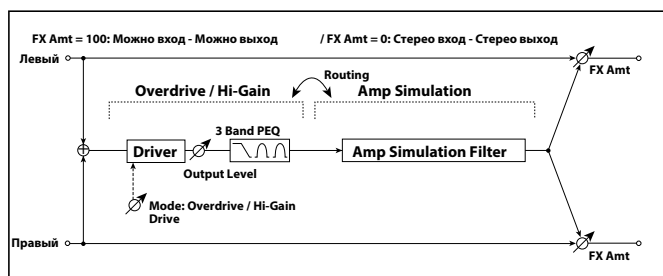 FX Amt = 100: Можно вход - Можно выход / FX Amt = 0: Стерео вход - Стерео выход
Левый
FX Amt
Routing
Overdrive / Hi-Gain
Amp Simulation
3 Band PEQ
Driver
Amp Simulation Filter
Output Level
Mode: Overdrive / Hi-Gain
Drive
Правый
FX Amt